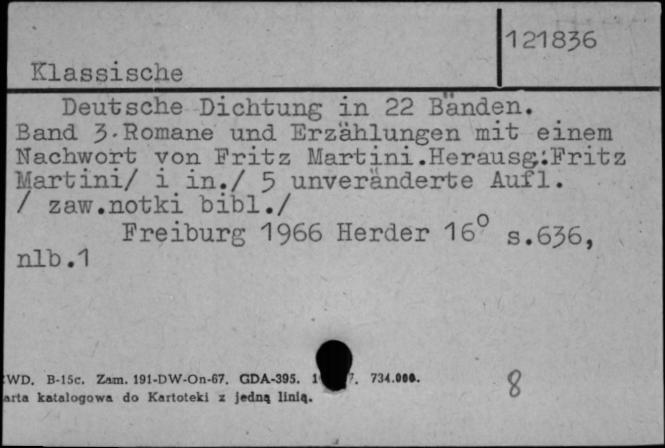 121836
Klassische
Deutsche Dichtung in 22 Bänden.
Band 3.Romane und Erzählungen mit einem
Nachwort von Fritz Martini.Herausg.:Fritz
Martini/ i in./ 5 unveränderte Aufl.
/ zaw.notki bibl./
Freiburg 1966 Herder 16° s.636,
nlb.1
WD. B-15c. Zam. 191-DW-On-67. GDA-395. 734.000.
arta katalogowa do Kartoteki z jedną linią.
8